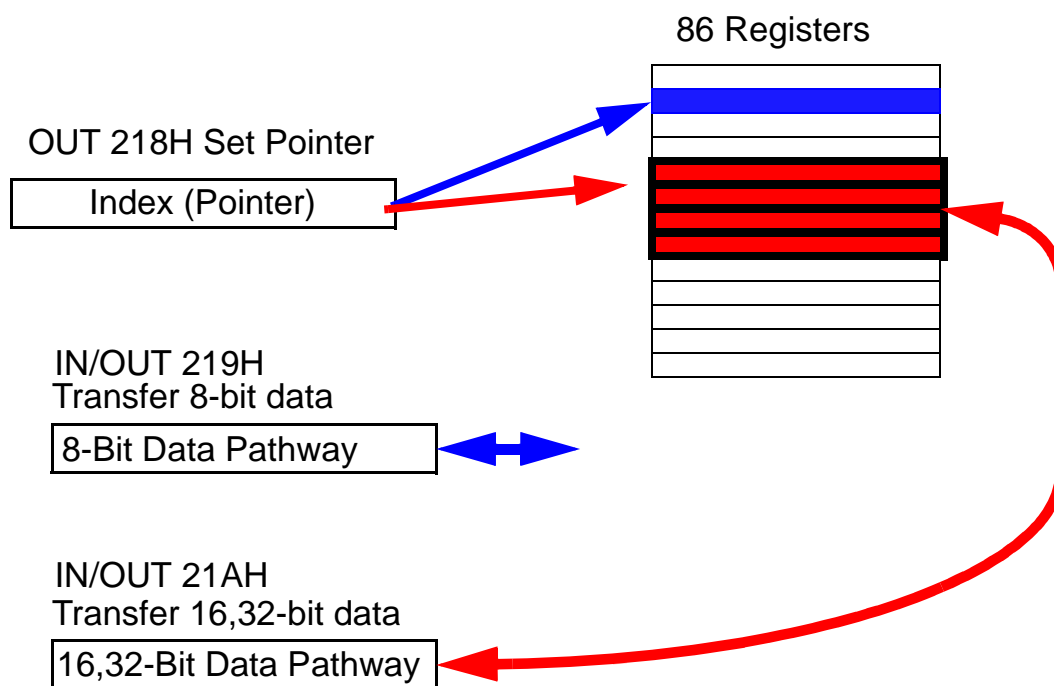 86 Registers
OUT 218H Set Pointer
Index (Pointer)
IN/OUT 219H
Transfer 8-bit data
8-Bit Data Pathway
IN/OUT 21AH
Transfer 16,32-bit data
16,32-Bit Data Pathway